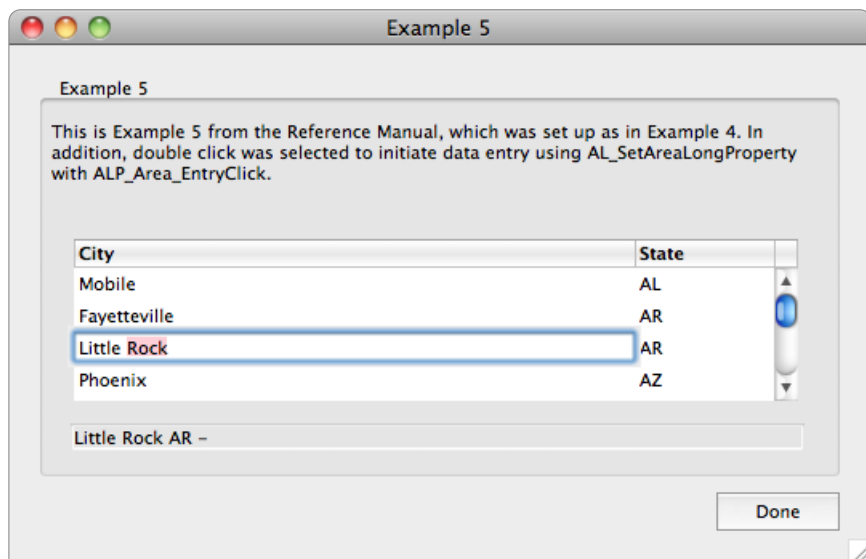 Example 5
Example 5
This is Example 5 from the Reference Manual, which was set up as in Example 4. In
addition, double click was selected to initiate data entry using AL_SetAreaLongProperty
with ALP_Area_EntryClick.
City State
Mobile AL
Fayetteville AR
Little Rock AR
Phoenix AZ
Little Rock AR –
Done